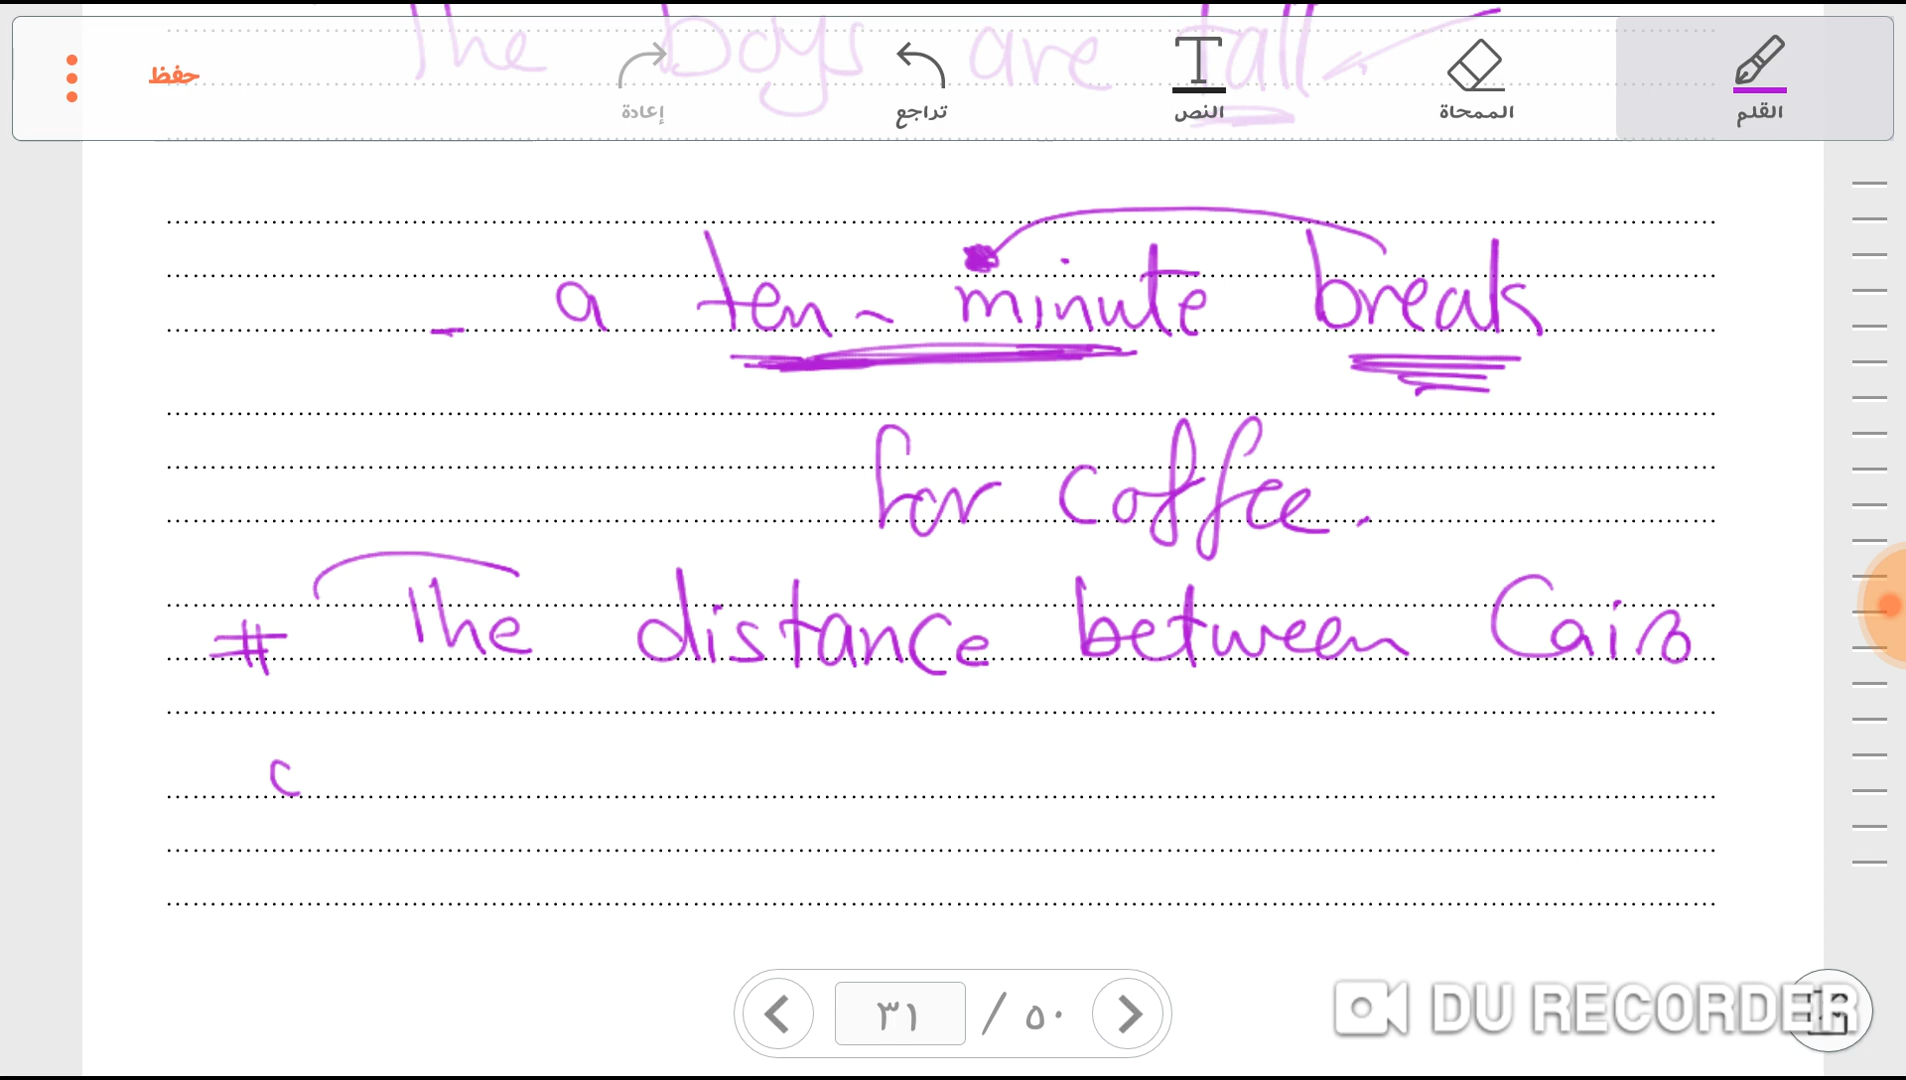 The boys are tall
حفظ
إعادة
تراجع
النص
الممحاة
القلم
- a ten - minute break
for coffee.
# The distance between Cairo
c
٣١ / ٥٠
DU RECORDER